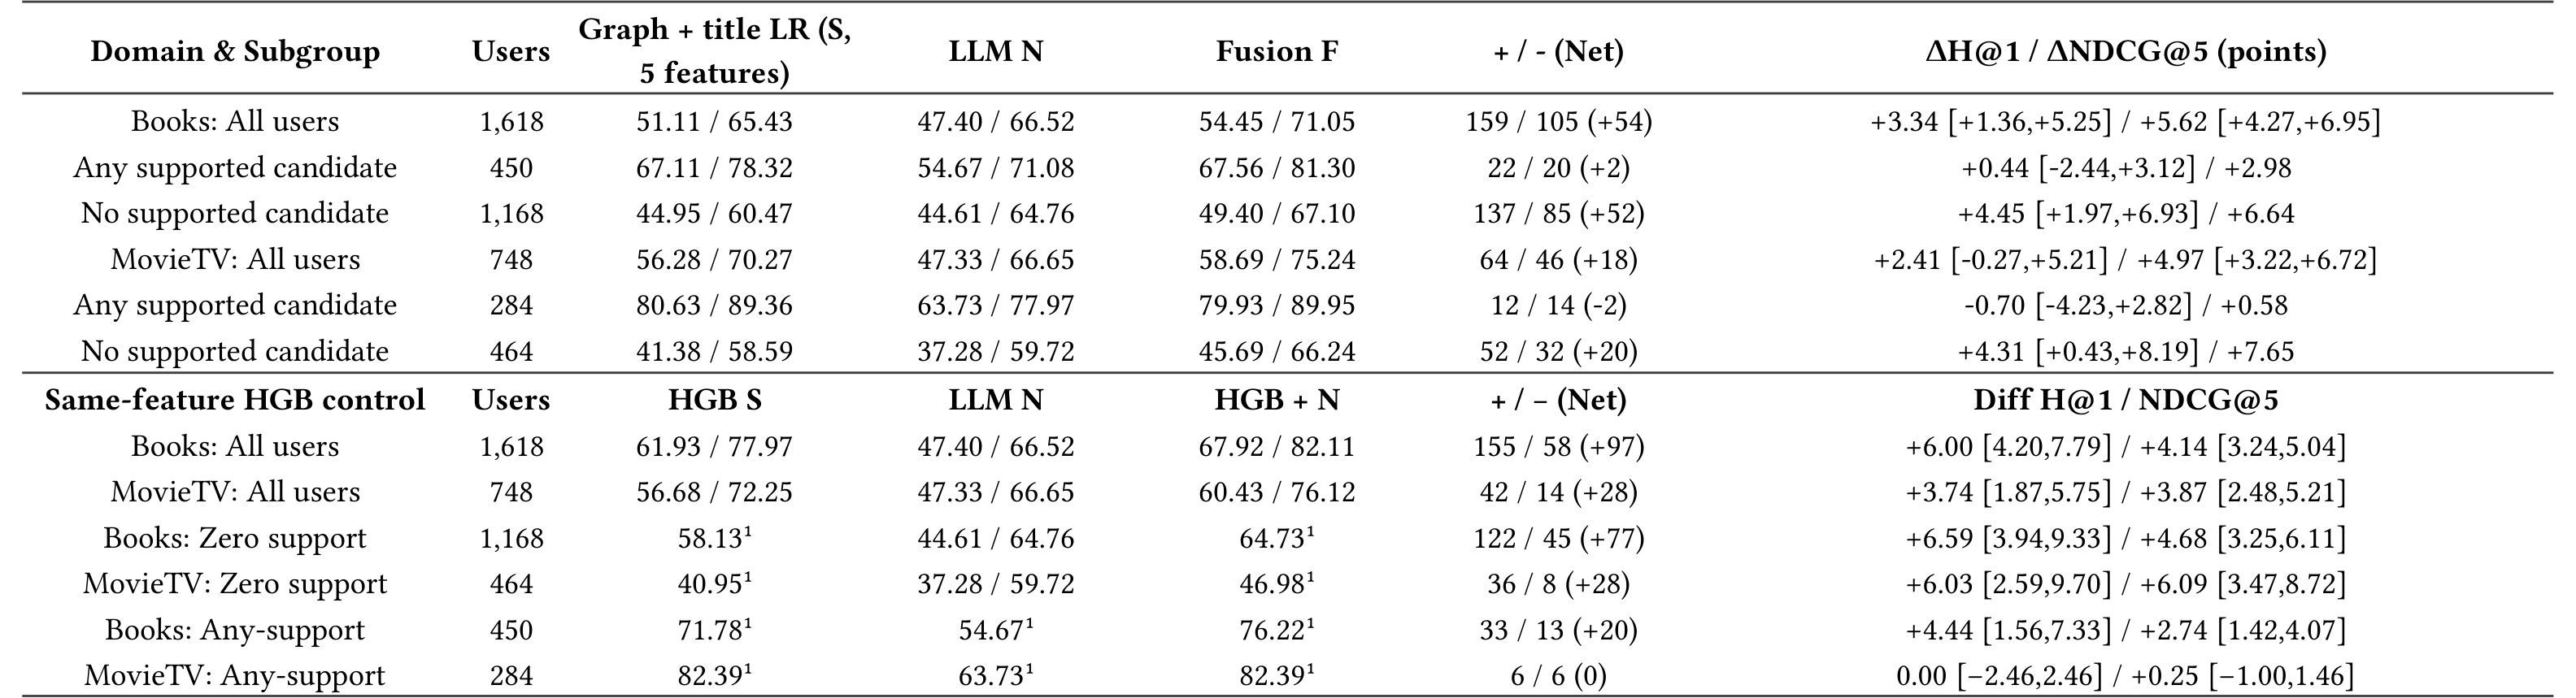 Domain & Subgroup Users Graph + title LR (S, 5 features) LLM N Fusion F + / - (Net) ΔH@1 / ΔNDCG@5 (points)
Books: All users 1,618 51.11 / 65.43 47.40 / 66.52 54.45 / 71.05 159 / 105 (+54) +3.34 [+1.36,+5.25] / +5.62 [+4.27,+6.95]
Any supported candidate 450 67.11 / 78.32 54.67 / 71.08 67.56 / 81.30 22 / 20 (+2) +0.44 [-2.44,+3.12] / +2.98
No supported candidate 1,168 44.95 / 60.47 44.61 / 64.76 49.40 / 67.10 137 / 85 (+52) +4.45 [+1.97,+6.93] / +6.64
MovieTV: All users 748 56.28 / 70.27 47.33 / 66.65 58.69 / 75.24 64 / 46 (+18) +2.41 [-0.27,+5.21] / +4.97 [+3.22,+6.72]
Any supported candidate 284 80.63 / 89.36 63.73 / 77.97 79.93 / 89.95 12 / 14 (-2) -0.70 [-4.23,+2.82] / +0.58
No supported candidate 464 41.38 / 58.59 37.28 / 59.72 45.69 / 66.24 52 / 32 (+20) +4.31 [+0.43,+8.19] / +7.65
Same-feature HGB control Users HGB S LLM N HGB + N + / – (Net) Diff H@1 / NDCG@5
Books: All users 1,618 61.93 / 77.97 47.40 / 66.52 67.92 / 82.11 155 / 58 (+97) +6.00 [4.20,7.79] / +4.14 [3.24,5.04]
MovieTV: All users 748 56.68 / 72.25 47.33 / 66.65 60.43 / 76.12 42 / 14 (+28) +3.74 [1.87,5.75] / +3.87 [2.48,5.21]
Books: Zero support 1,168 58.13¹ 44.61 / 64.76 64.73¹ 122 / 45 (+77) +6.59 [3.94,9.33] / +4.68 [3.25,6.11]
MovieTV: Zero support 464 40.95¹ 37.28 / 59.72 46.98¹ 36 / 8 (+28) +6.03 [2.59,9.70] / +6.09 [3.47,8.72]
Books: Any-support 450 71.78¹ 54.67¹ 76.22¹ 33 / 13 (+20) +4.44 [1.56,7.33] / +2.74 [1.42,4.07]
MovieTV: Any-support 284 82.39¹ 63.73¹ 82.39¹ 6 / 6 (0) 0.00 [−2.46,2.46] / +0.25 [−1.00,1.46]